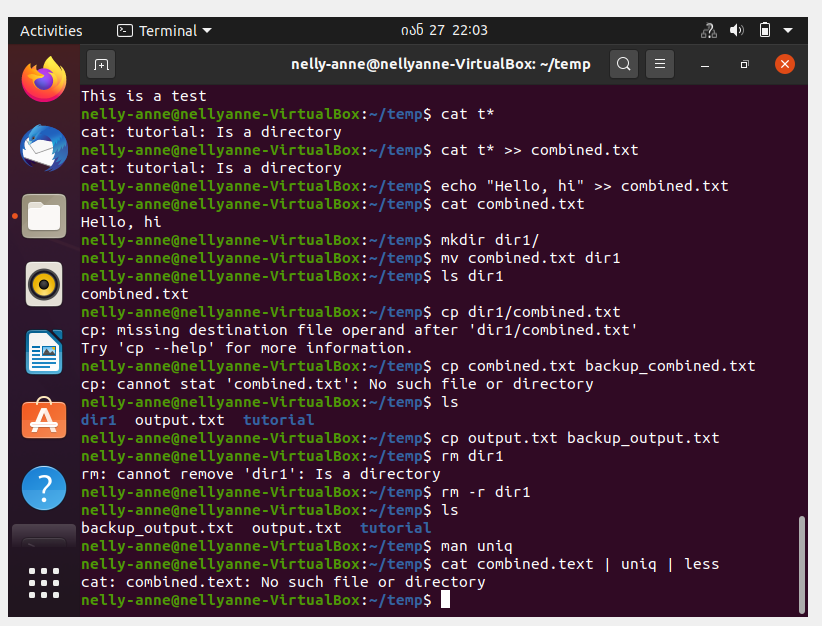 Activities
Terminal
იან 27 22:03
nelly-anne@nellyanne-VirtualBox: ~/temp
This is a test
nelly-anne@nellyanne-VirtualBox:~/temp$ cat t*
cat: tutorial: Is a directory
nelly-anne@nellyanne-VirtualBox:~/temp$ cat t* >> combined.txt
cat: tutorial: Is a directory
nelly-anne@nellyanne-VirtualBox:~/temp$ echo "Hello, hi" >> combined.txt
nelly-anne@nellyanne-VirtualBox:~/temp$ cat combined.txt
Hello, hi
nelly-anne@nellyanne-VirtualBox:~/temp$ mkdir dir1/
nelly-anne@nellyanne-VirtualBox:~/temp$ mv combined.txt dir1
nelly-anne@nellyanne-VirtualBox:~/temp$ ls dir1
combined.txt
nelly-anne@nellyanne-VirtualBox:~/temp$ cp dir1/combined.txt
cp: missing destination file operand after 'dir1/combined.txt'
Try 'cp --help' for more information.
nelly-anne@nellyanne-VirtualBox:~/temp$ cp combined.txt backup_combined.txt
cp: cannot stat 'combined.txt': No such file or directory
nelly-anne@nellyanne-VirtualBox:~/temp$ ls
dir1  output.txt  tutorial
nelly-anne@nellyanne-VirtualBox:~/temp$ cp output.txt backup_output.txt
nelly-anne@nellyanne-VirtualBox:~/temp$ rm dir1
rm: cannot remove 'dir1': Is a directory
nelly-anne@nellyanne-VirtualBox:~/temp$ rm -r dir1
nelly-anne@nellyanne-VirtualBox:~/temp$ ls
backup_output.txt  output.txt  tutorial
nelly-anne@nellyanne-VirtualBox:~/temp$ man uniq
nelly-anne@nellyanne-VirtualBox:~/temp$ cat combined.text | uniq | less
cat: combined.text: No such file or directory
nelly-anne@nellyanne-VirtualBox:~/temp$